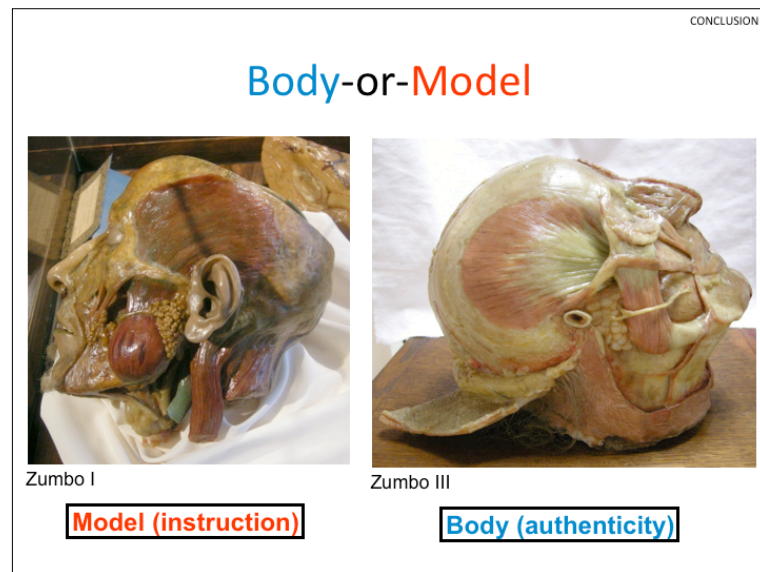 CONCLUSION
Body-or-Model
Zumbo I
Zumbo III
Model (instruction)
Body (authenticity)